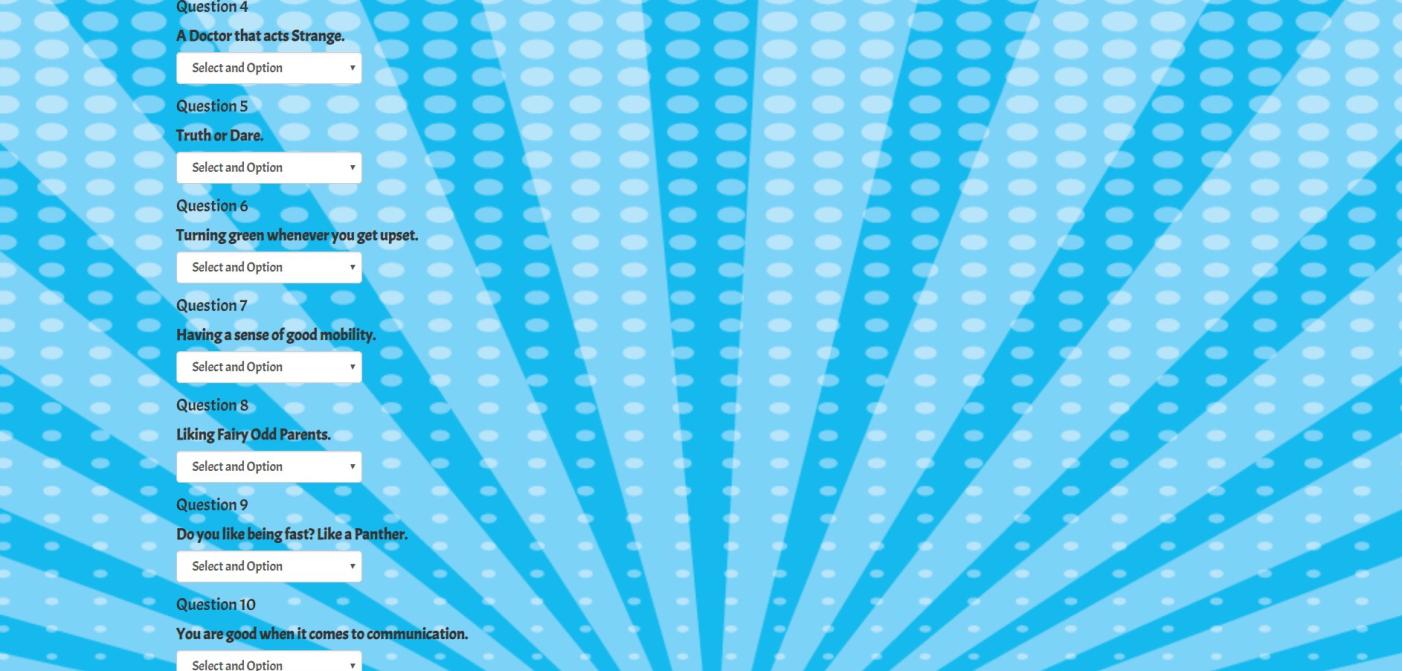 Question 4
A Doctor that acts Strange.
Select and Option
Question 5
Truth or Dare.
Select and Option
Question 6
Turning green whenever you get upset.
Select and Option
Question 7
Having a sense of good mobility.
Select and Option
Question 8
Liking Fairy Odd Parents.
Select and Option
Question 9
Do you like being fast? Like a Panther.
Select and Option
Question 10
You are good when it comes to communication.
Select and Option